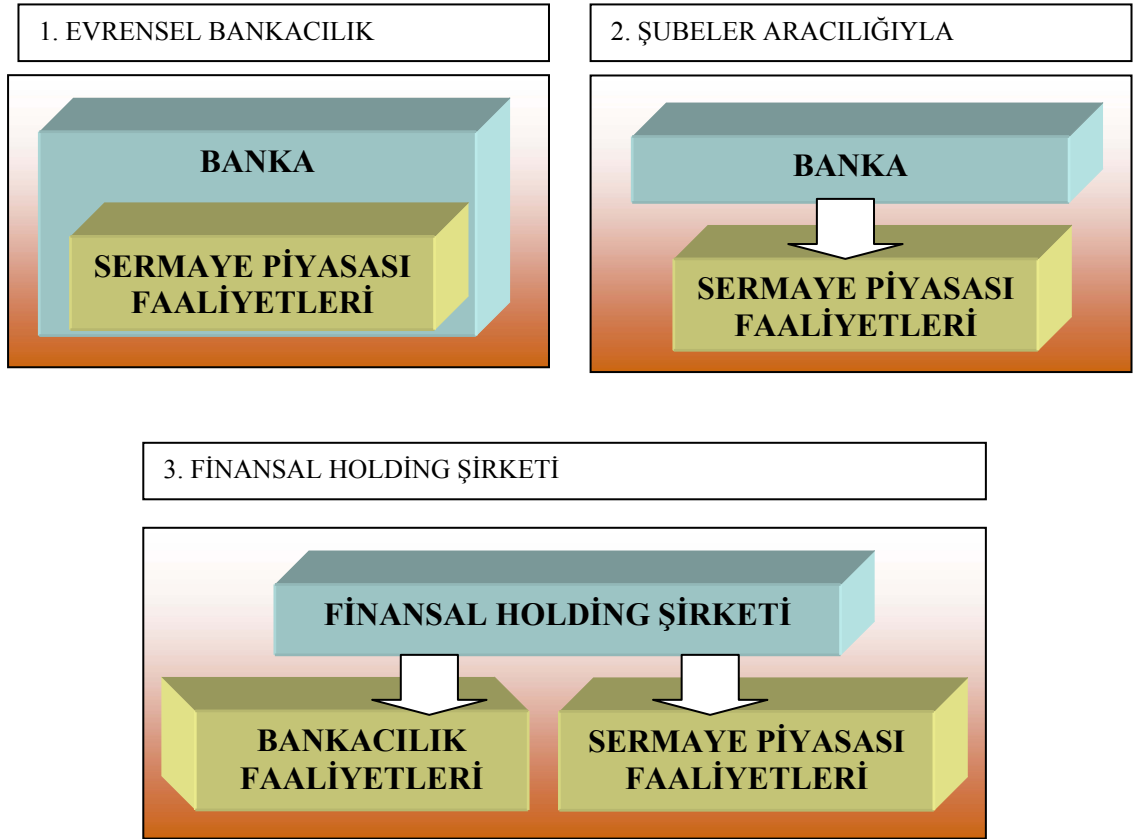 1. EVRENSEL BANKACILIK
BANKA
SERMAYE PİYASASI
FAALİYETLERİ
2. ŞUBELER ARACILIĞIYLA
BANKA
SERMAYE PİYASASI
FAALİYETLERİ
3. FİNANSAL HOLDİNG ŞİRKETİ
FİNANSAL HOLDİNG ŞİRKETİ
BANKACILIK
FAALİYETLERİ
SERMAYE PİYASASI
FAALİYETLERİ